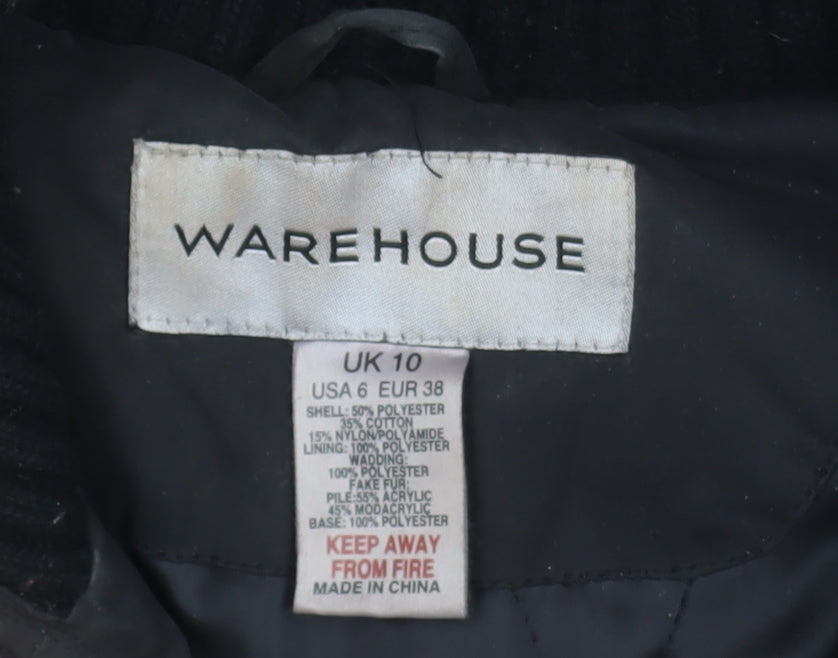 WAREHOUSE
UK 10
USA 6 EUR 38
SHELL: 50% POLYESTER
35% COTTON
15% NYLON/POLYAMIDE
LINING: 100% POLYESTER
WADDING:
100% POLYESTER
FAKE FUR:
PILE:55% ACRYLIC
45% MODACRYLIC
BASE: 100% POLYESTER
KEEP AWAY
FROM FIRE
MADE IN CHINA